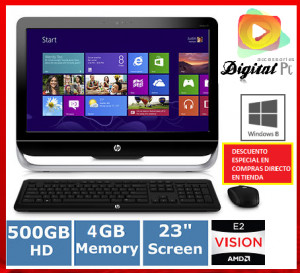 accesorios
Digital Pc
Start
Windows 8
DESCUENTO
ESPECIAL EN
COMPRAS DIRECTO
EN TIENDA
hp
500GB
HD
4GB
Memory
23"
Screen
E2
VISION
AMD